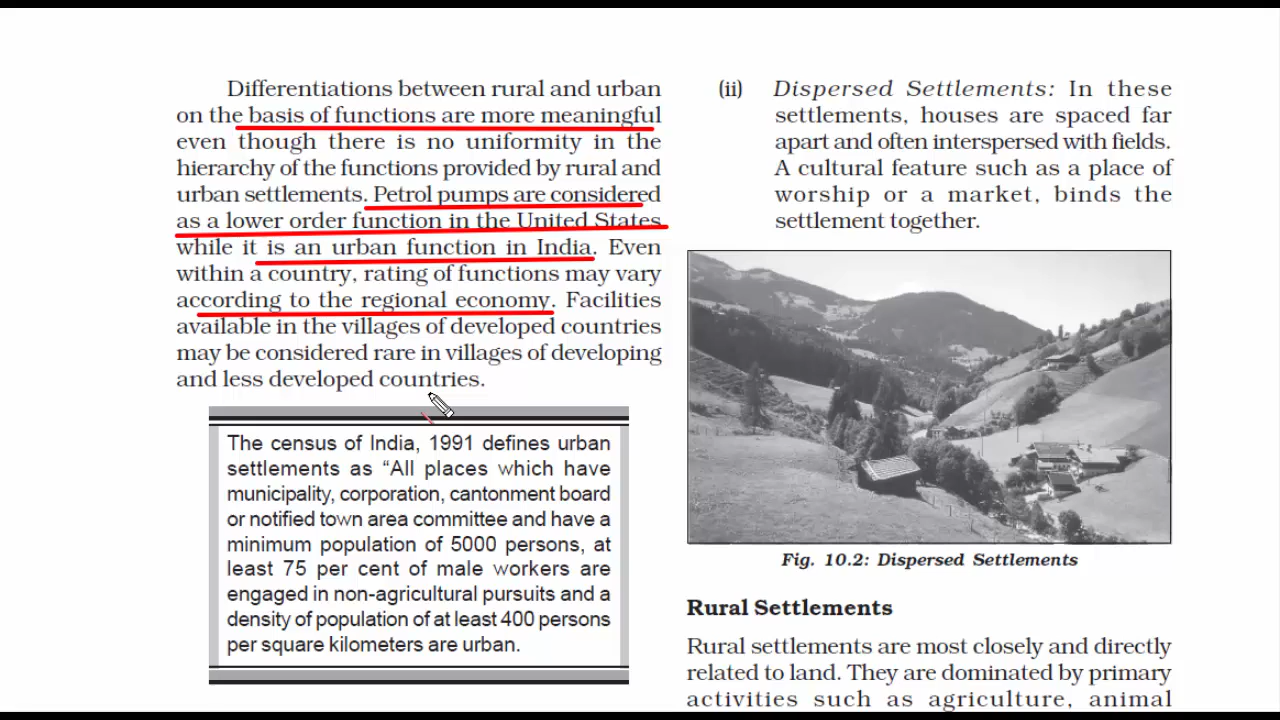 Differentiations between rural and urban
on the basis of functions are more meaningful
even though there is no uniformity in the
hierarchy of the functions provided by rural and
urban settlements. Petrol pumps are considered
as a lower order function in the United States
while it is an urban function in India. Even
within a country, rating of functions may vary
according to the regional economy. Facilities
available in the villages of developed countries
may be considered rare in villages of developing
and less developed countries.
The census of India, 1991 defines urban
settlements as “All places which have
municipality, corporation, cantonment board
or notified town area committee and have a
minimum population of 5000 persons, at
least 75 per cent of male workers are
engaged in non-agricultural pursuits and a
density of population of at least 400 persons
per square kilometers are urban.
(ii) Dispersed Settlements: In these
settlements, houses are spaced far
apart and often interspersed with fields.
A cultural feature such as a place of
worship or a market, binds the
settlement together.
Fig. 10.2: Dispersed Settlements
Rural Settlements
Rural settlements are most closely and directly
related to land. They are dominated by primary
activities such as agriculture, animal